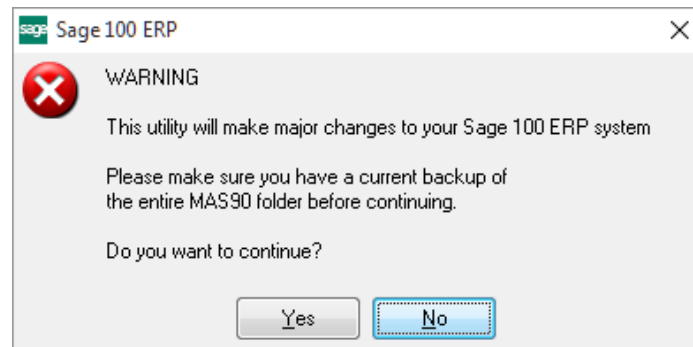 sage Sage 100 ERP
WARNING
This utility will make major changes to your Sage 100 ERP system
Please make sure you have a current backup of
the entire MAS90 folder before continuing.
Do you want to continue?
Yes No